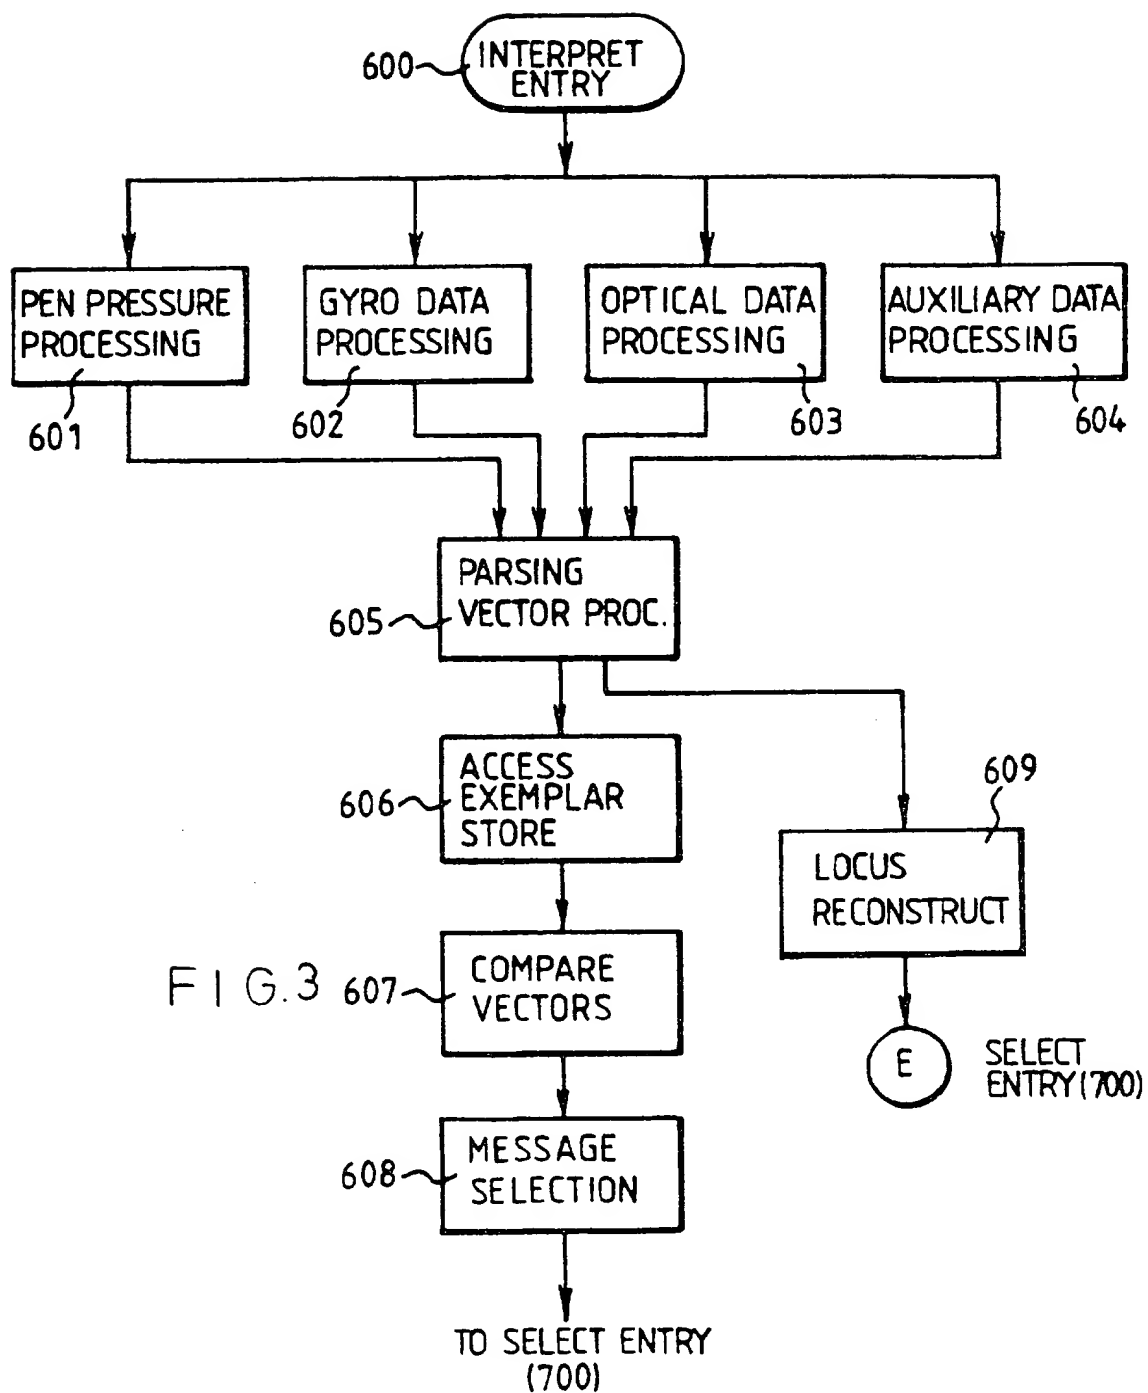 600
INTERPRET
ENTRY
PEN PRESSURE
PROCESSING
601
GYRO DATA
PROCESSING
602
OPTICAL DATA
PROCESSING
603
AUXILIARY DATA
PROCESSING
604
PARSING
VECTOR PROC.
605
ACCESS
EXEMPLAR
STORE
606
609
LOCUS
RECONSTRUCT
FIG.3
607
COMPARE
VECTORS
E
SELECT
ENTRY(700)
608
MESSAGE
SELECTION
TO SELECT ENTRY
(700)